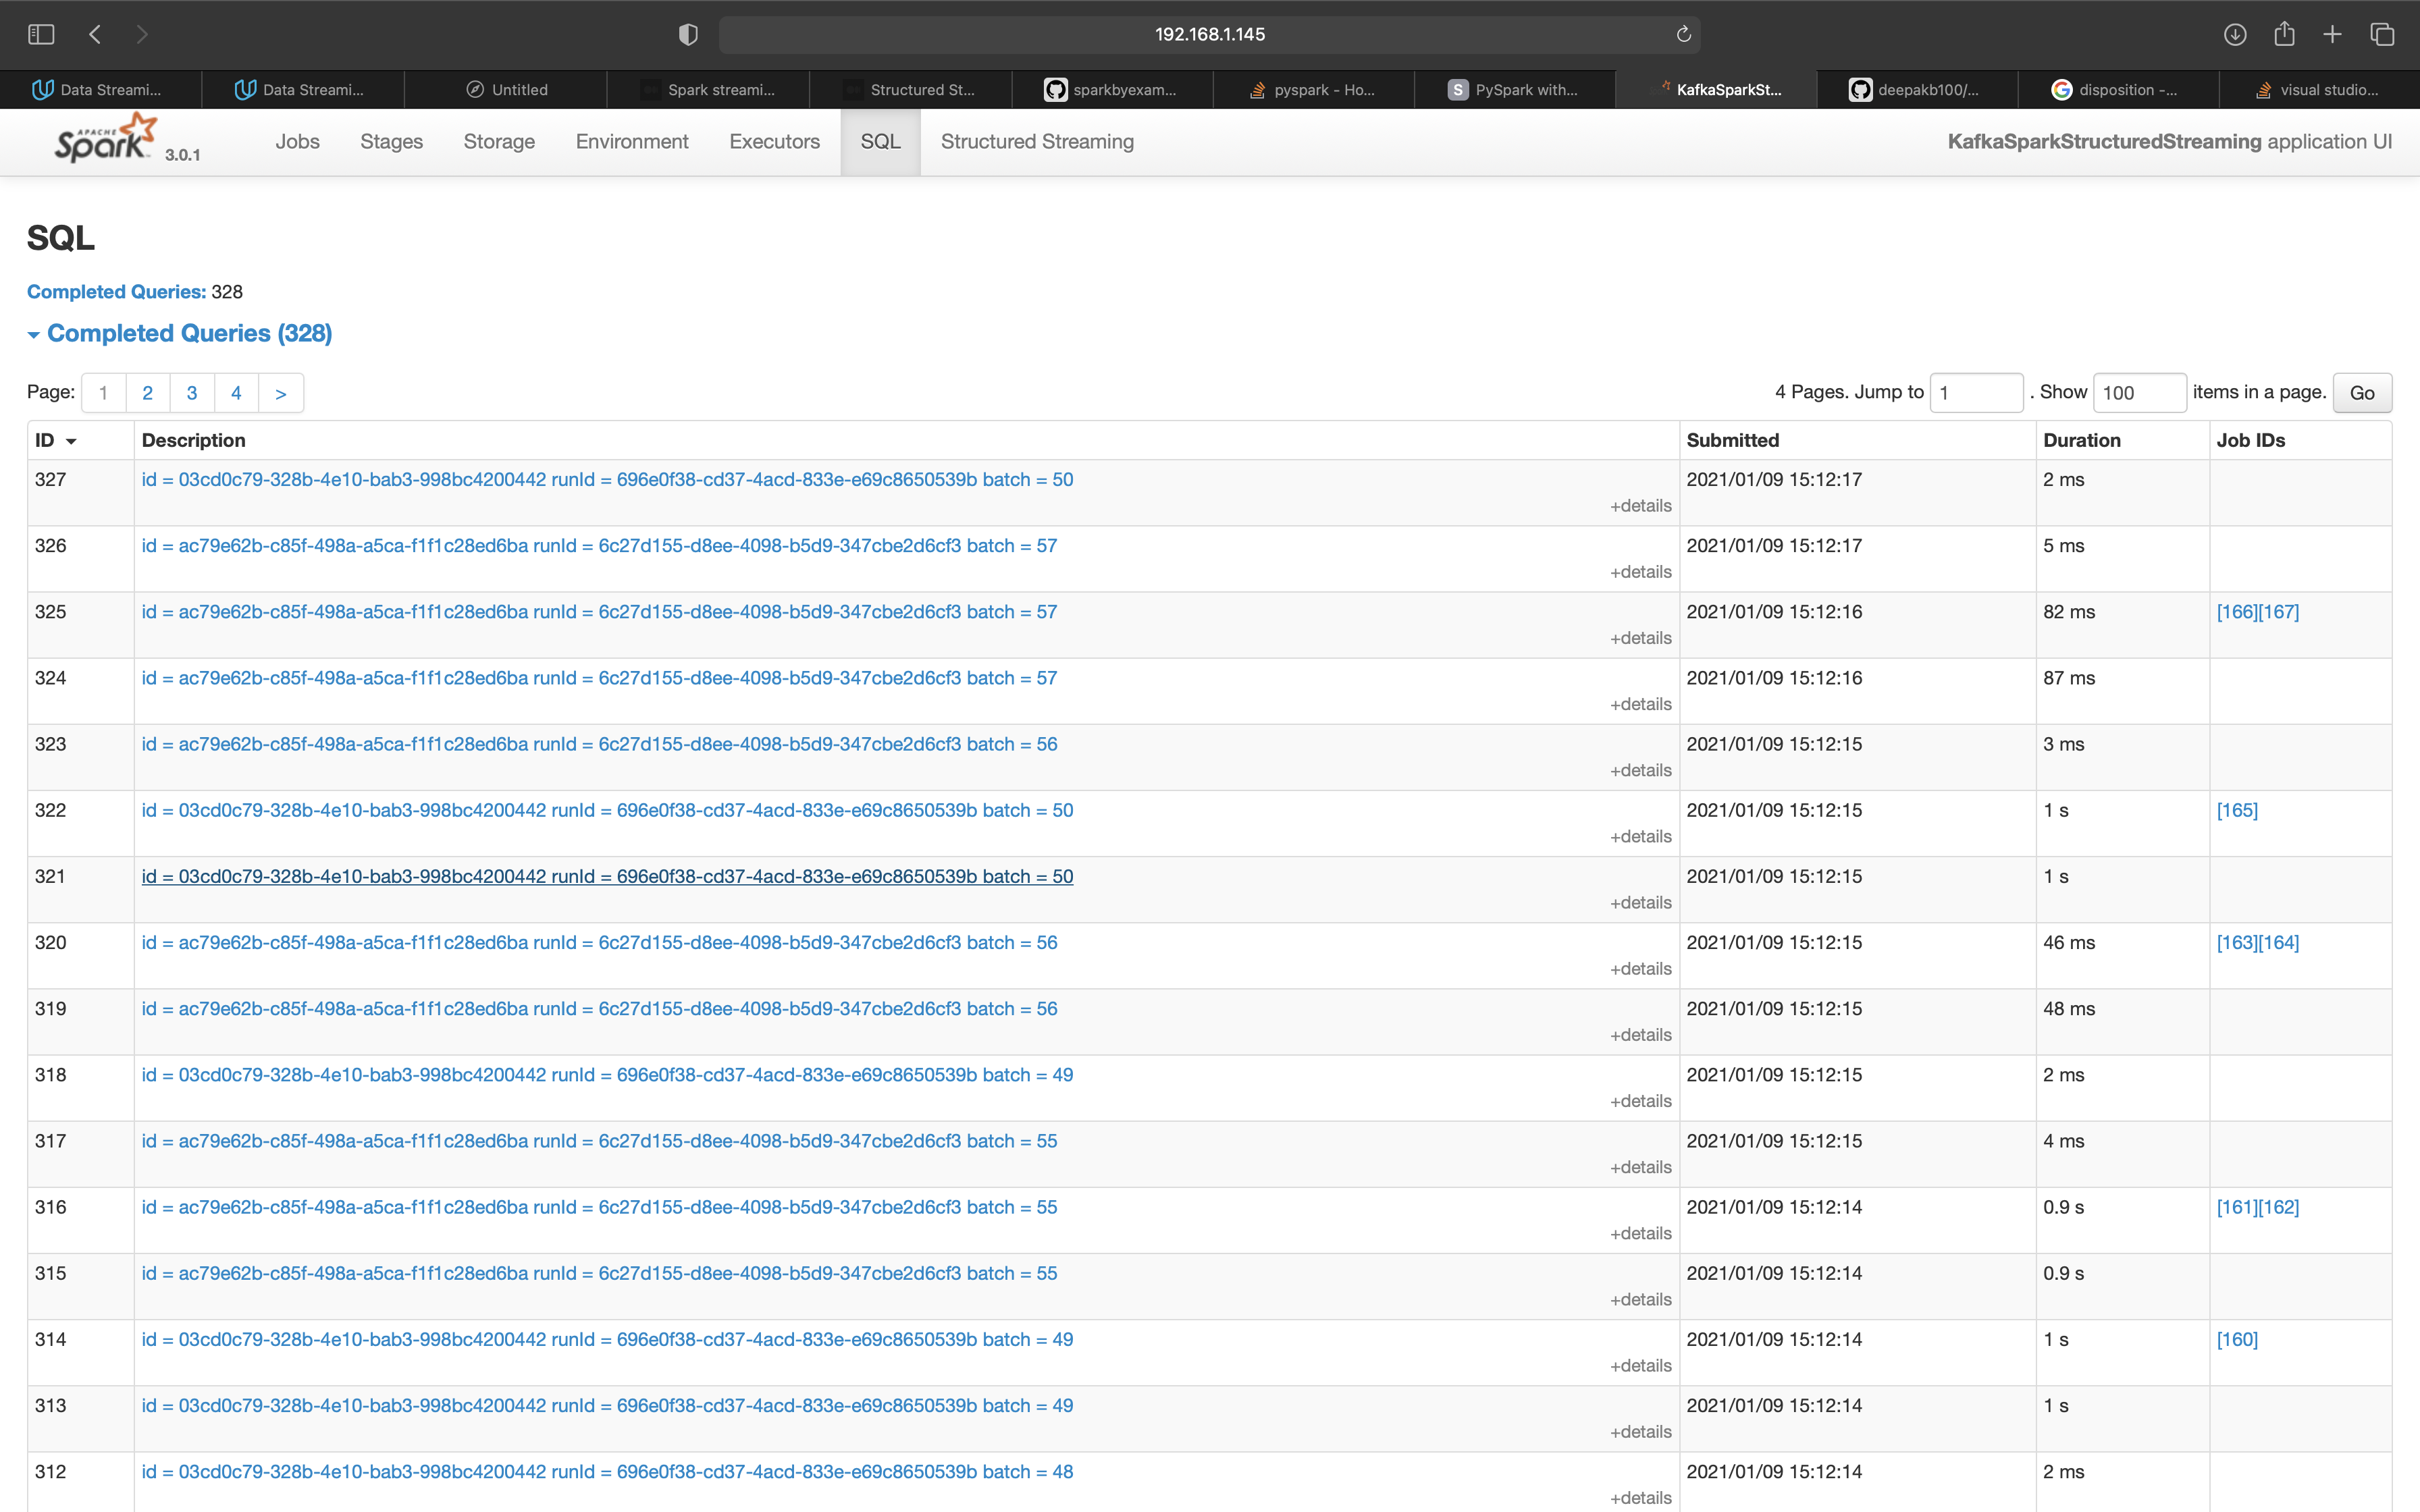 192.168.1.145
Data Streami... Data Streami... Untitled Spark streami... Structured St... sparkbyexam... pyspark - Ho... S PySpark with... KafkaSparkSt... deepakb100/... disposition -... visual studio...
APACHE Spark 3.0.1 Jobs Stages Storage Environment Executors SQL Structured Streaming KafkaSparkStructuredStreaming application UI
SQL
Completed Queries: 328
Completed Queries (328)
Page: 1 2 3 4 > 4 Pages. Jump to 1 . Show 100 items in a page. Go
ID Description Submitted Duration Job IDs
327 id = 03cd0c79-328b-4e10-bab3-998bc4200442 runId = 696e0f38-cd37-4acd-833e-e69c8650539b batch = 50 2021/01/09 15:12:17 2 ms
+details
326 id = ac79e62b-c85f-498a-a5ca-f1f1c28ed6ba runId = 6c27d155-d8ee-4098-b5d9-347cbe2d6cf3 batch = 57 2021/01/09 15:12:17 5 ms
+details
325 id = ac79e62b-c85f-498a-a5ca-f1f1c28ed6ba runId = 6c27d155-d8ee-4098-b5d9-347cbe2d6cf3 batch = 57 2021/01/09 15:12:16 82 ms [166][167]
+details
324 id = ac79e62b-c85f-498a-a5ca-f1f1c28ed6ba runId = 6c27d155-d8ee-4098-b5d9-347cbe2d6cf3 batch = 57 2021/01/09 15:12:16 87 ms
+details
323 id = ac79e62b-c85f-498a-a5ca-f1f1c28ed6ba runId = 6c27d155-d8ee-4098-b5d9-347cbe2d6cf3 batch = 56 2021/01/09 15:12:15 3 ms
+details
322 id = 03cd0c79-328b-4e10-bab3-998bc4200442 runId = 696e0f38-cd37-4acd-833e-e69c8650539b batch = 50 2021/01/09 15:12:15 1 s [165]
+details
321 id = 03cd0c79-328b-4e10-bab3-998bc4200442 runId = 696e0f38-cd37-4acd-833e-e69c8650539b batch = 50 2021/01/09 15:12:15 1 s
+details
320 id = ac79e62b-c85f-498a-a5ca-f1f1c28ed6ba runId = 6c27d155-d8ee-4098-b5d9-347cbe2d6cf3 batch = 56 2021/01/09 15:12:15 46 ms [163][164]
+details
319 id = ac79e62b-c85f-498a-a5ca-f1f1c28ed6ba runId = 6c27d155-d8ee-4098-b5d9-347cbe2d6cf3 batch = 56 2021/01/09 15:12:15 48 ms
+details
318 id = 03cd0c79-328b-4e10-bab3-998bc4200442 runId = 696e0f38-cd37-4acd-833e-e69c8650539b batch = 49 2021/01/09 15:12:15 2 ms
+details
317 id = ac79e62b-c85f-498a-a5ca-f1f1c28ed6ba runId = 6c27d155-d8ee-4098-b5d9-347cbe2d6cf3 batch = 55 2021/01/09 15:12:15 4 ms
+details
316 id = ac79e62b-c85f-498a-a5ca-f1f1c28ed6ba runId = 6c27d155-d8ee-4098-b5d9-347cbe2d6cf3 batch = 55 2021/01/09 15:12:14 0.9 s [161][162]
+details
315 id = ac79e62b-c85f-498a-a5ca-f1f1c28ed6ba runId = 6c27d155-d8ee-4098-b5d9-347cbe2d6cf3 batch = 55 2021/01/09 15:12:14 0.9 s
+details
314 id = 03cd0c79-328b-4e10-bab3-998bc4200442 runId = 696e0f38-cd37-4acd-833e-e69c8650539b batch = 49 2021/01/09 15:12:14 1 s [160]
+details
313 id = 03cd0c79-328b-4e10-bab3-998bc4200442 runId = 696e0f38-cd37-4acd-833e-e69c8650539b batch = 49 2021/01/09 15:12:14 1 s
+details
312 id = 03cd0c79-328b-4e10-bab3-998bc4200442 runId = 696e0f38-cd37-4acd-833e-e69c8650539b batch = 48 2021/01/09 15:12:14 2 ms
+details